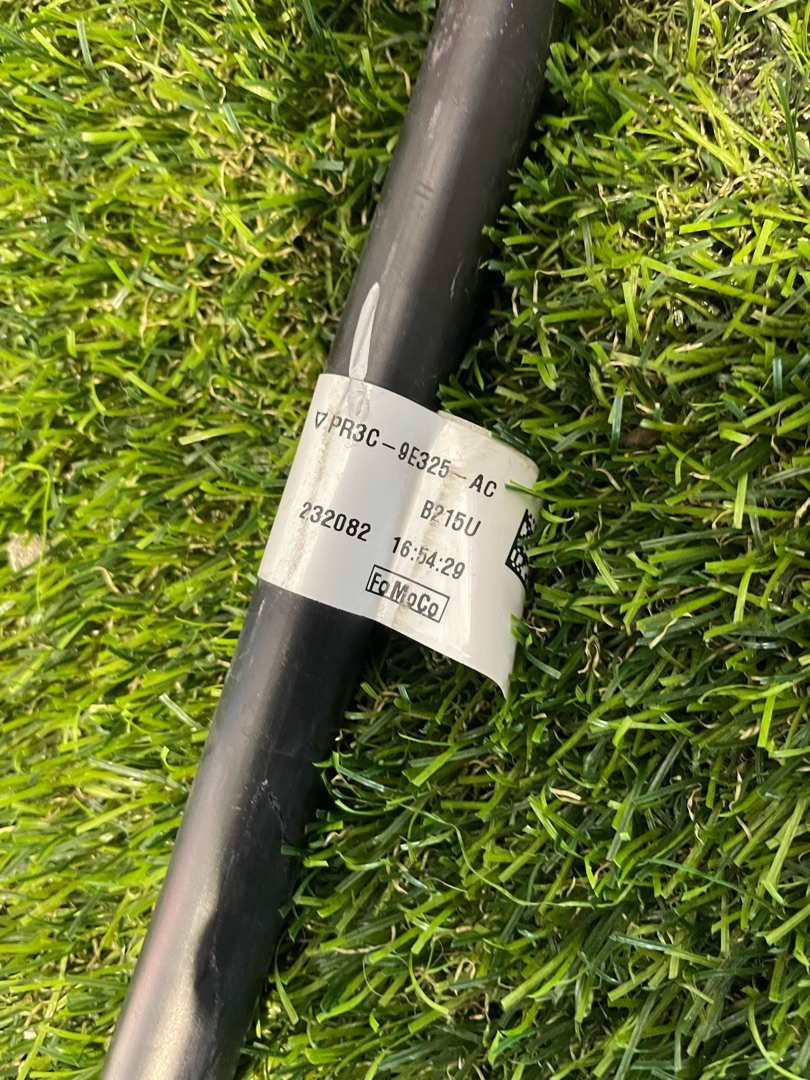 ▽PR3C-9E325-AC
B215U
232082 16:54:29
FoMoCo